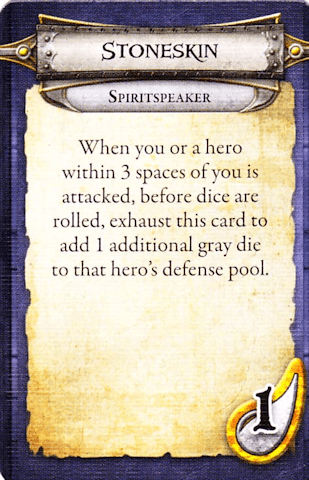 Stoneskin
Spiritspeaker
When you or a hero
within 3 spaces of you is
attacked, before dice are
rolled, exhaust this card to
add 1 additional gray die
to that hero's defense pool.
1